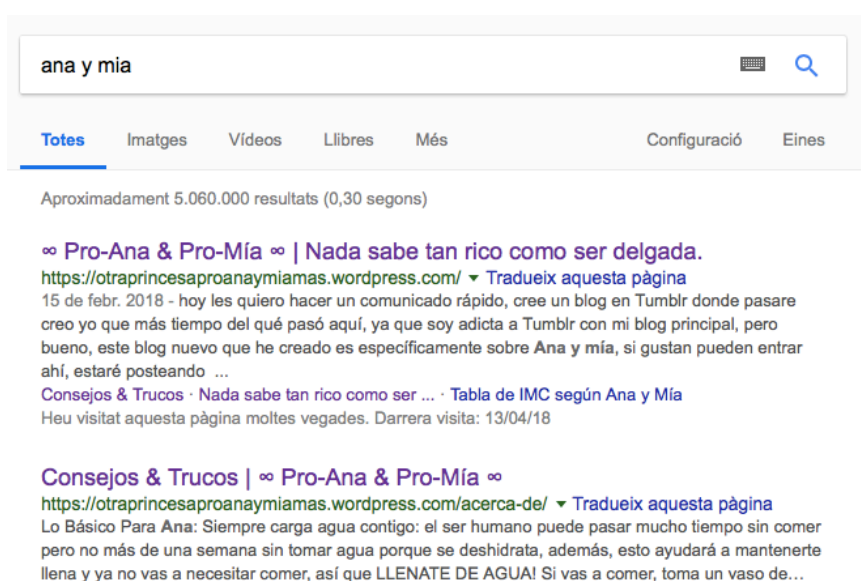 ana y mia
Totes Imatges Vídeos Llibres Més Configuració Eines
Aproximadament 5.060.000 resultats (0,30 segons)
∞ Pro-Ana & Pro-Mía ∞ | Nada sabe tan rico como ser delgada.
https://otraprincesaproanaymiamas.wordpress.com/ ▾ Tradueix aquesta pàgina
15 de febr. 2018 - hoy les quiero hacer un comunicado rápido, cree un blog en Tumblr donde pasare
creo yo que más tiempo del qué pasó aquí, ya que soy adicta a Tumblr con mi blog principal, pero
bueno, este blog nuevo que he creado es específicamente sobre Ana y mía, si gustan pueden entrar
ahí, estaré posteando ...
Consejos & Trucos · Nada sabe tan rico como ser ... · Tabla de IMC según Ana y Mía
Heu visitat aquesta pàgina moltes vegades. Darrera visita: 13/04/18
Consejos & Trucos | ∞ Pro-Ana & Pro-Mía ∞
https://otraprincesaproanaymiamas.wordpress.com/acerca-de/ ▾ Tradueix aquesta pàgina
Lo Básico Para Ana: Siempre carga agua contigo: el ser humano puede pasar mucho tiempo sin comer
pero no más de una semana sin tomar agua porque se deshidrata, además, esto ayudará a mantenerte
llena y ya no vas a necesitar comer, así que LLENATE DE AGUA! Si vas a comer, toma un vaso de...